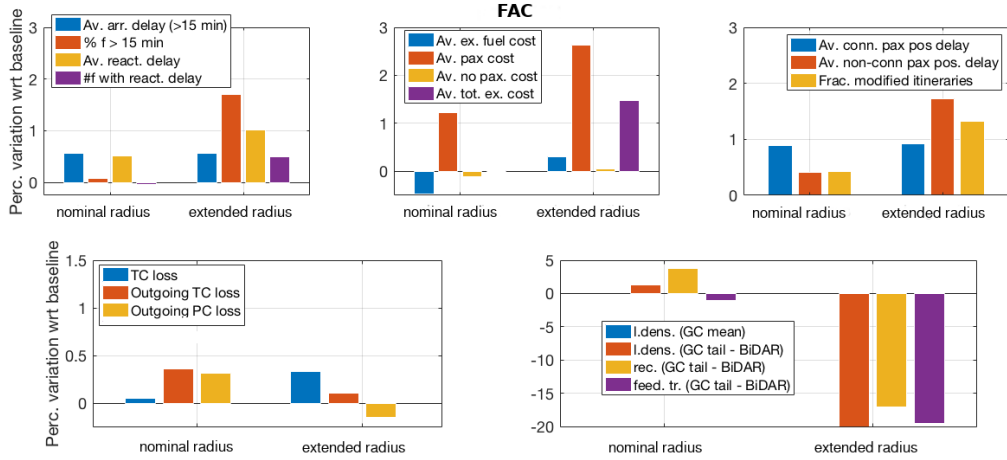 FAC
Perc. variation wrt baseline
3
2
1
0
Av. arr. delay (>15 min)
% f > 15 min
Av. react. delay
#f with react. delay
nominal radius
extended radius
3
2
1
0
Av. ex. fuel cost
Av. pax cost
Av. no pax. cost
Av. tot. ex. cost
nominal radius
extended radius
3
2
1
0
Av. conn. pax pos delay
Av. non-conn pax pos. delay
Frac. modified itineraries
nominal radius
extended radius
Perc. variation wrt baseline
1.5
1
0.5
0
TC loss
Outgoing TC loss
Outgoing PC loss
nominal radius
extended radius
5
0
-5
-10
-15
-20
l.dens. (GC mean)
l.dens. (GC tail - BiDAR)
rec. (GC tail - BiDAR)
feed. tr. (GC tail - BiDAR)
nominal radius
extended radius